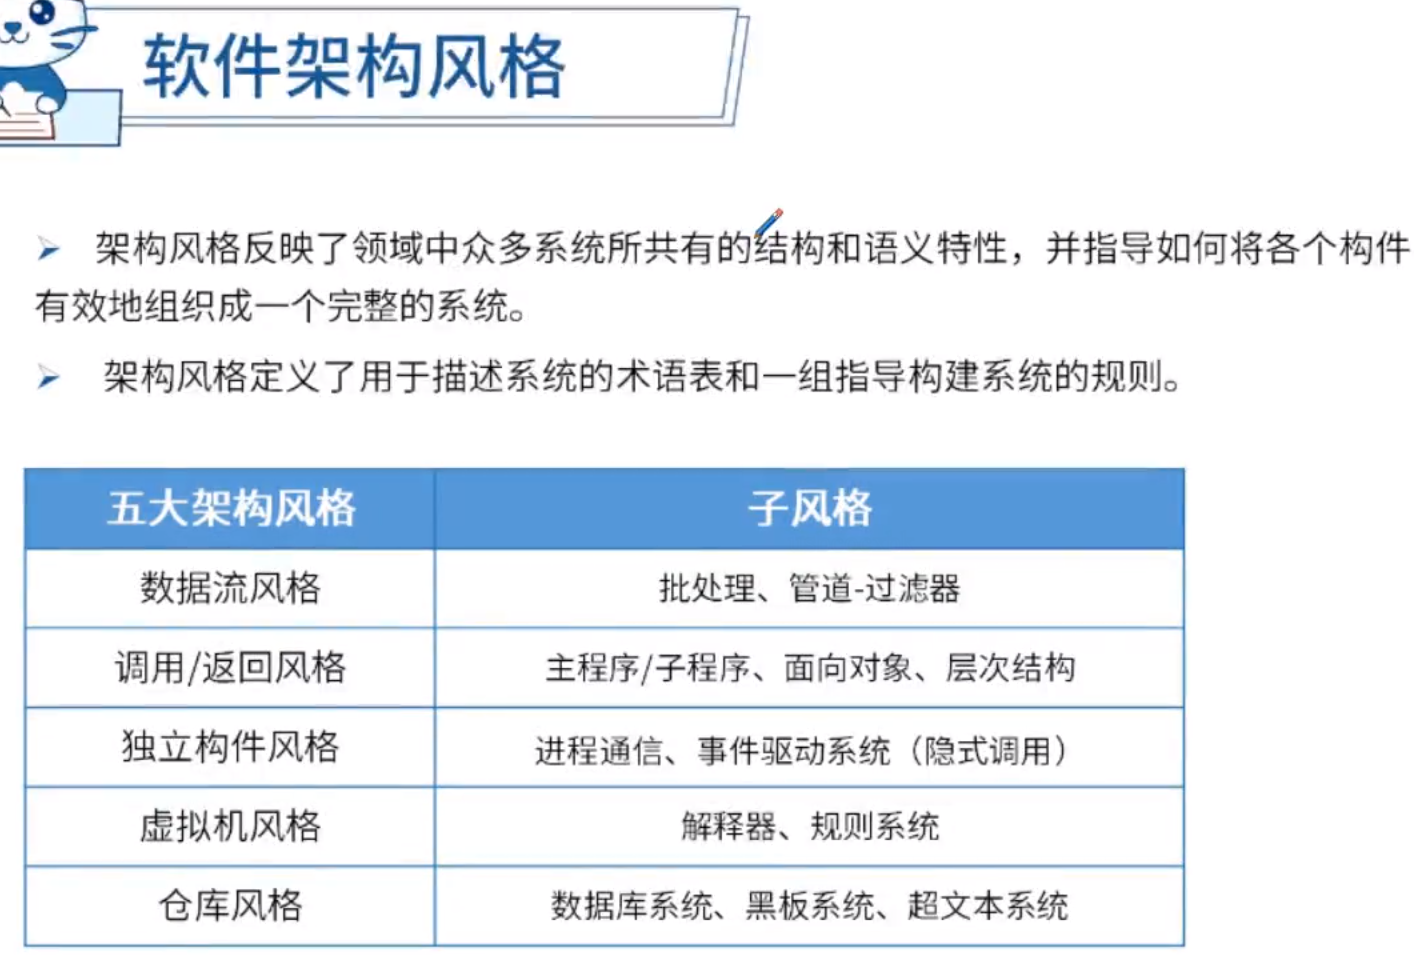 软件架构风格
架构风格反映了领域中众多系统所共有的结构和语义特性，并指导如何将各个构件
有效地组织成一个完整的系统。
架构风格定义了用于描述系统的术语表和一组指导构建系统的规则。
五大架构风格 子风格
数据流风格 批处理、管道-过滤器
调用/返回风格 主程序/子程序、面向对象、层次结构
独立构件风格 进程通信、事件驱动系统（隐式调用）
虚拟机风格 解释器、规则系统
仓库风格 数据库系统、黑板系统、超文本系统